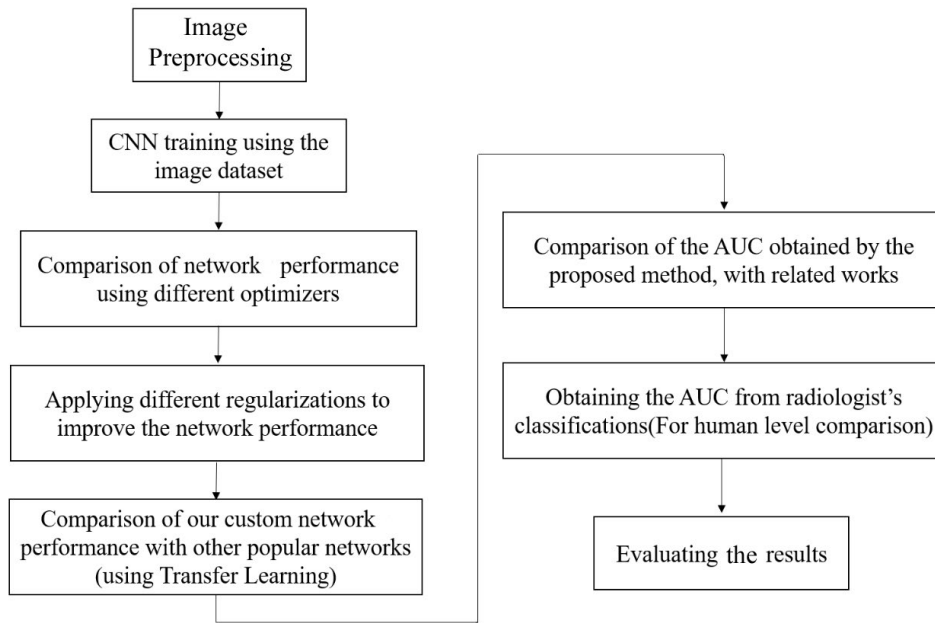 Image
Preprocessing
CNN training using the
image dataset
Comparison of network performance
using different optimizers
Applying different regularizations to
improve the network performance
Comparison of our custom network
performance with other popular networks
(using Transfer Learning)
Comparison of the AUC obtained by the
proposed method, with related works
Obtaining the AUC from radiologist's
classifications(For human level comparison)
Evaluating the results